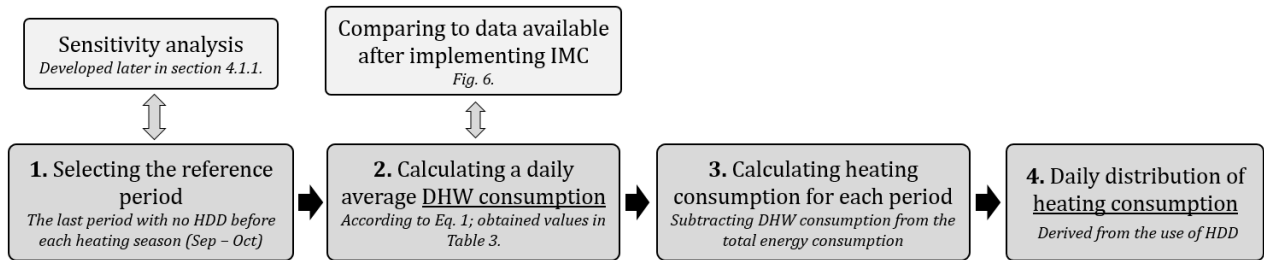 Sensitivity analysis
Developed later in section 4.1.1.
Comparing to data available
after implementing IMC
Fig. 6.
1. Selecting the reference
period
The last period with no HDD before
each heating season (Sep – Oct)
2. Calculating a daily
average DHW consumption
According to Eq. 1; obtained values in
Table 3.
3. Calculating heating
consumption for each period
Subtracting DHW consumption from the
total energy consumption
4. Daily distribution of
heating consumption
Derived from the use of HDD